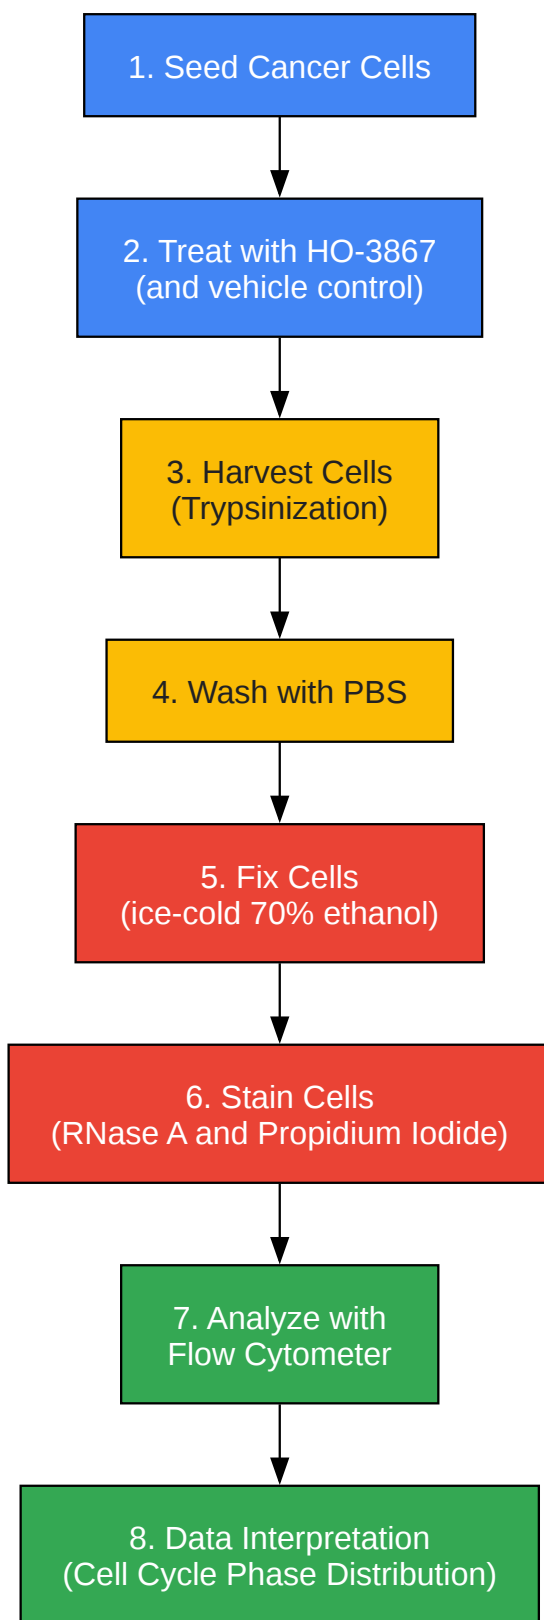 1. Seed Cancer Cells
2. Treat with HO-3867
(and vehicle control)
3. Harvest Cells
(Trypsinization)
4. Wash with PBS
5. Fix Cells
(ice-cold 70% ethanol)
6. Stain Cells
(RNase A and Propidium Iodide)
7. Analyze with
Flow Cytometer
8. Data Interpretation
(Cell Cycle Phase Distribution)